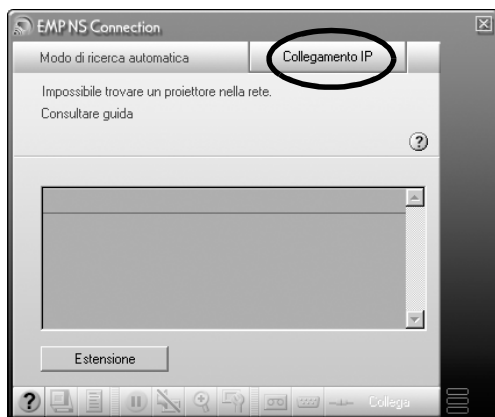 EMP NS Connection
Modo di ricerca automatica
Collegamento IP
Impossibile trovare un proiettore nella rete.
Consultare guida
Estensione
Collega